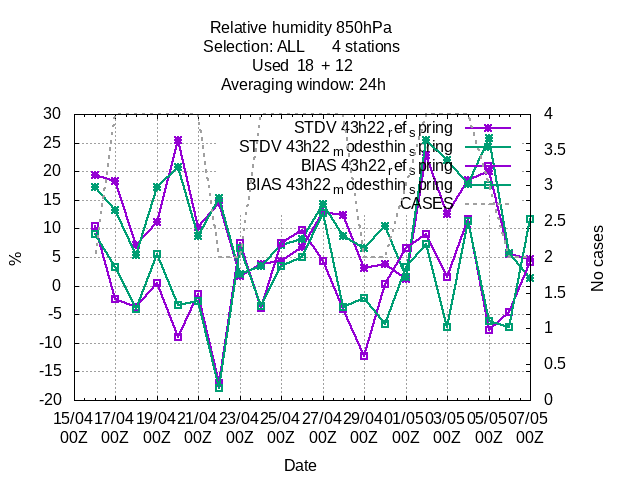 Relative humidity 850hPa
Selection: ALL 4 stations
Used 18 + 12
Averaging window: 24h
30 4
STDV 43h22_ref_spring
25 3.5
STDV 43h22_modesthin_spring
BIAS 43h22_ref_spring
20 3
BIAS 43h22_modesthin_spring
CASES
15 2.5
10
5 2
% No cases
0 1.5
-5
-10 1
-15 0.5
-20 0
15/04 17/04 19/04 21/04 23/04 25/04 27/04 29/04 01/05 03/05 05/05 07/05
00Z 00Z 00Z 00Z 00Z 00Z 00Z 00Z 00Z 00Z 00Z 00Z
Date